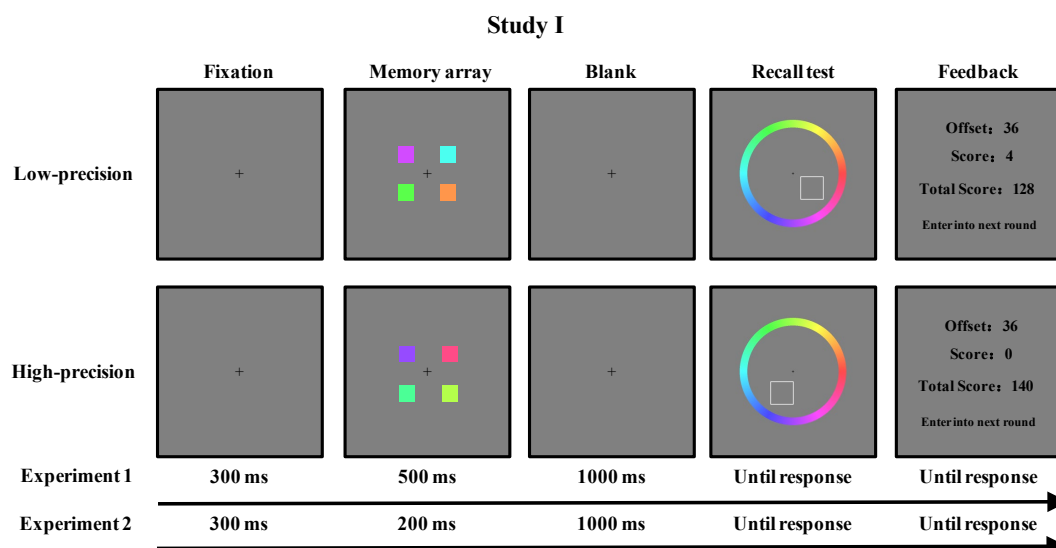 Study I
Fixation Memory array Blank Recall test Feedback
Low-precision
Offset：36
Score：4
Total Score：128
Enter into next round
High-precision
Offset：36
Score：0
Total Score：140
Enter into next round
Experiment 1 300 ms 500 ms 1000 ms Until response Until response
Experiment 2 300 ms 200 ms 1000 ms Until response Until response